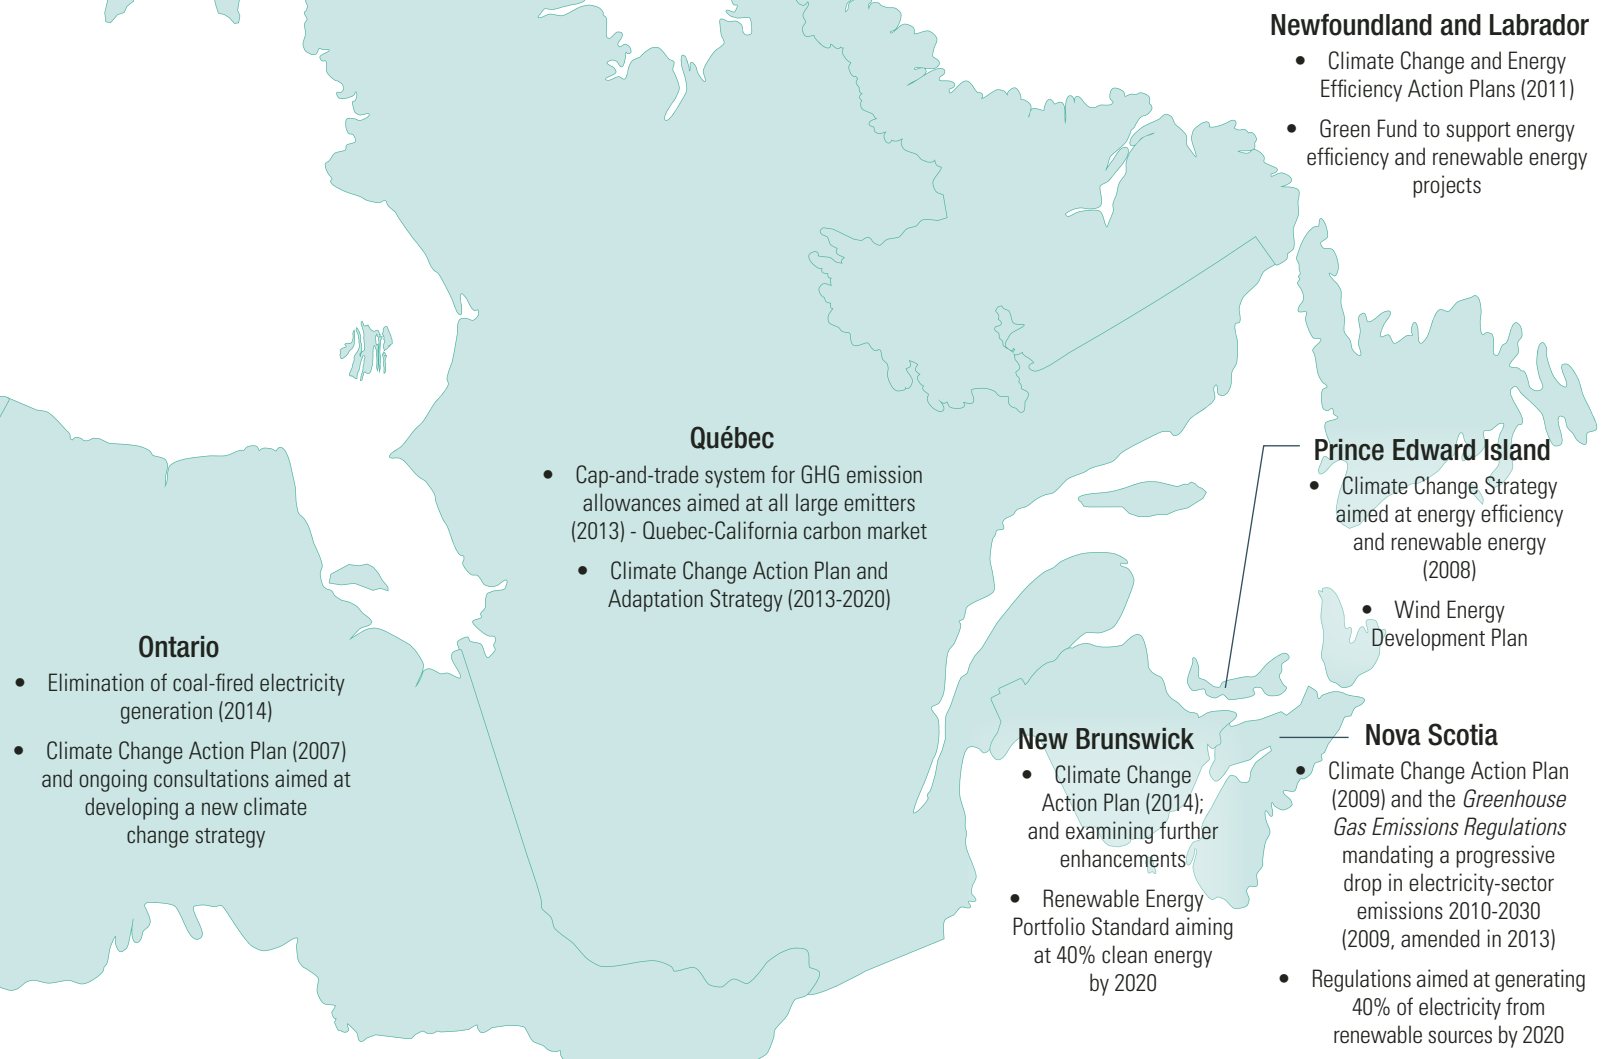 Newfoundland and Labrador
• Climate Change and Energy
Efficiency Action Plans (2011)
• Green Fund to support energy
efficiency and renewable energy
projects
Québec
• Cap-and-trade system for GHG emission
allowances aimed at all large emitters
(2013) - Quebec-California carbon market
• Climate Change Action Plan and
Adaptation Strategy (2013-2020)
Prince Edward Island
• Climate Change Strategy
aimed at energy efficiency
and renewable energy
(2008)
• Wind Energy
Development Plan
Ontario
• Elimination of coal-fired electricity
generation (2014)
• Climate Change Action Plan (2007)
and ongoing consultations aimed at
developing a new climate
change strategy
New Brunswick
• Climate Change
Action Plan (2014);
and examining further
enhancements
• Renewable Energy
Portfolio Standard aiming
at 40% clean energy
by 2020
Nova Scotia
• Climate Change Action Plan
(2009) and the Greenhouse
Gas Emissions Regulations
mandating a progressive
drop in electricity-sector
emissions 2010-2030
(2009, amended in 2013)
• Regulations aimed at generating
40% of electricity from
renewable sources by 2020